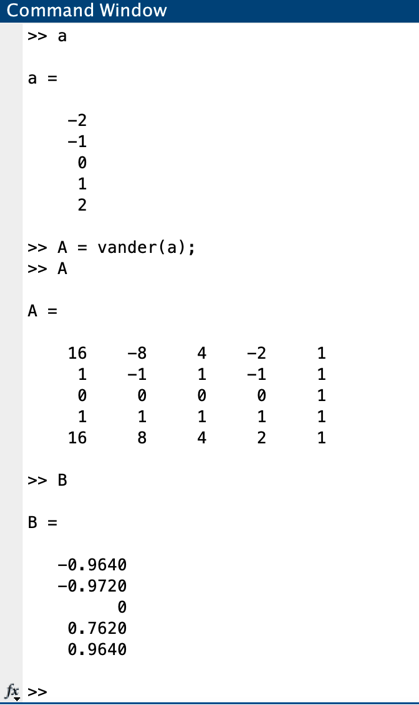 Command Window
>> a
a =
-2
-1
0
1
2
>> A = vander(a);
>> A
A =
16 -8 4 -2 1
1 -1 1 -1 1
0 0 0 0 1
1 1 1 1 1
16 8 4 2 1
>> B
B =
-0.9640
-0.9720
0
0.7620
0.9640
fx >>